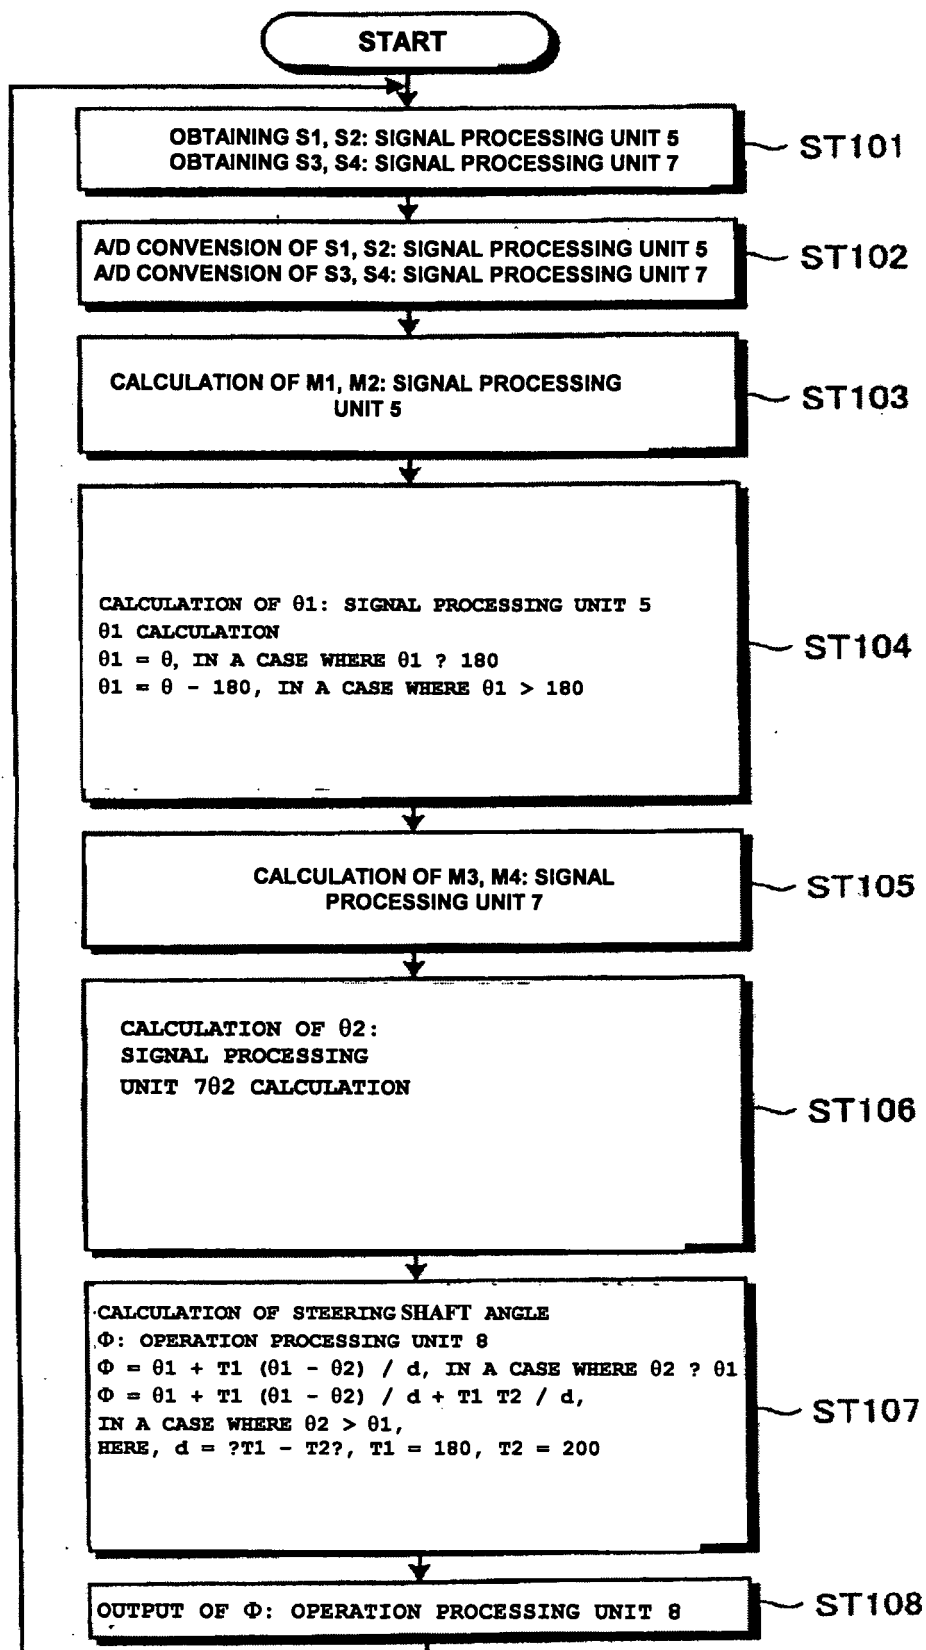 START
OBTAINING S1, S2: SIGNAL PROCESSING UNIT 5
OBTAINING S3, S4: SIGNAL PROCESSING UNIT 7
ST101
A/D CONVENSION OF S1, S2: SIGNAL PROCESSING UNIT 5
A/D CONVENSION OF S3, S4: SIGNAL PROCESSING UNIT 7
ST102
CALCULATION OF M1, M2: SIGNAL PROCESSING
UNIT 5
ST103
CALCULATION OF θ1: SIGNAL PROCESSING UNIT 5
θ1 CALCULATION
θ1 = θ, IN A CASE WHERE θ1 ? 180
θ1 = θ - 180, IN A CASE WHERE θ1 > 180
ST104
CALCULATION OF M3, M4: SIGNAL
PROCESSING UNIT 7
ST105
CALCULATION OF θ2:
SIGNAL PROCESSING
UNIT 7θ2 CALCULATION
ST106
CALCULATION OF STEERING SHAFT ANGLE
Φ: OPERATION PROCESSING UNIT 8
Φ = θ1 + T1 (θ1 - θ2) / d, IN A CASE WHERE θ2 ? θ1
Φ = θ1 + T1 (θ1 - θ2) / d + T1 T2 / d,
IN A CASE WHERE θ2 > θ1,
HERE, d = ?T1 - T2?, T1 = 180, T2 = 200
ST107
OUTPUT OF Φ: OPERATION PROCESSING UNIT 8
ST108